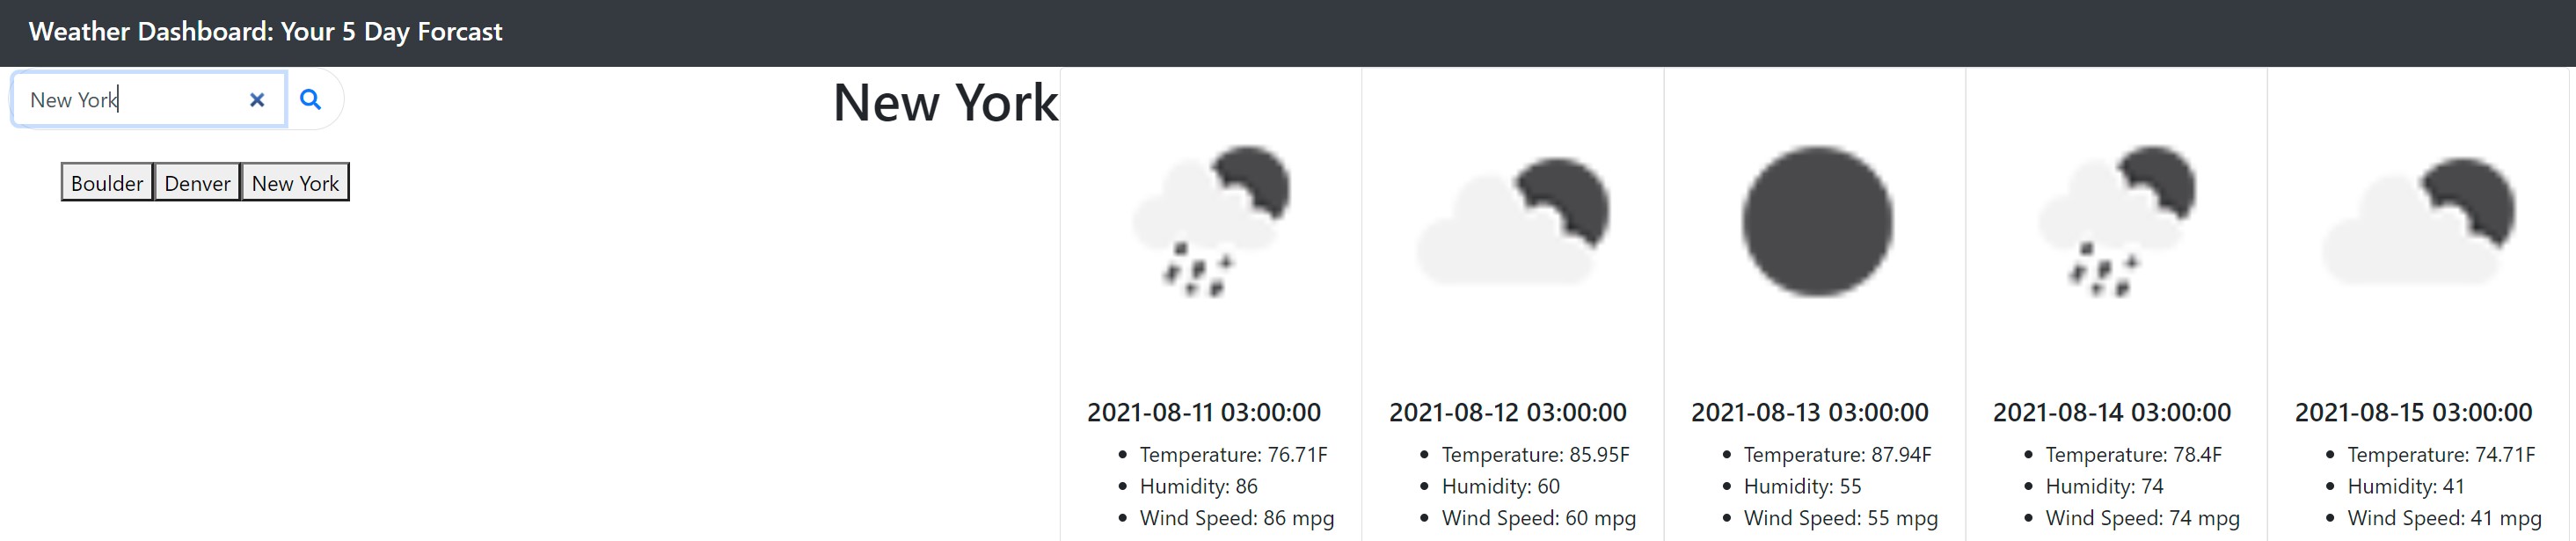 Weather Dashboard: Your 5 Day Forcast
New York
Boulder Denver New York
New York
2021-08-11 03:00:00
Temperature: 76.71F
Humidity: 86
Wind Speed: 86 mpg
2021-08-12 03:00:00
Temperature: 85.95F
Humidity: 60
Wind Speed: 60 mpg
2021-08-13 03:00:00
Temperature: 87.94F
Humidity: 55
Wind Speed: 55 mpg
2021-08-14 03:00:00
Temperature: 78.4F
Humidity: 74
Wind Speed: 74 mpg
2021-08-15 03:00:00
Temperature: 74.71F
Humidity: 41
Wind Speed: 41 mpg